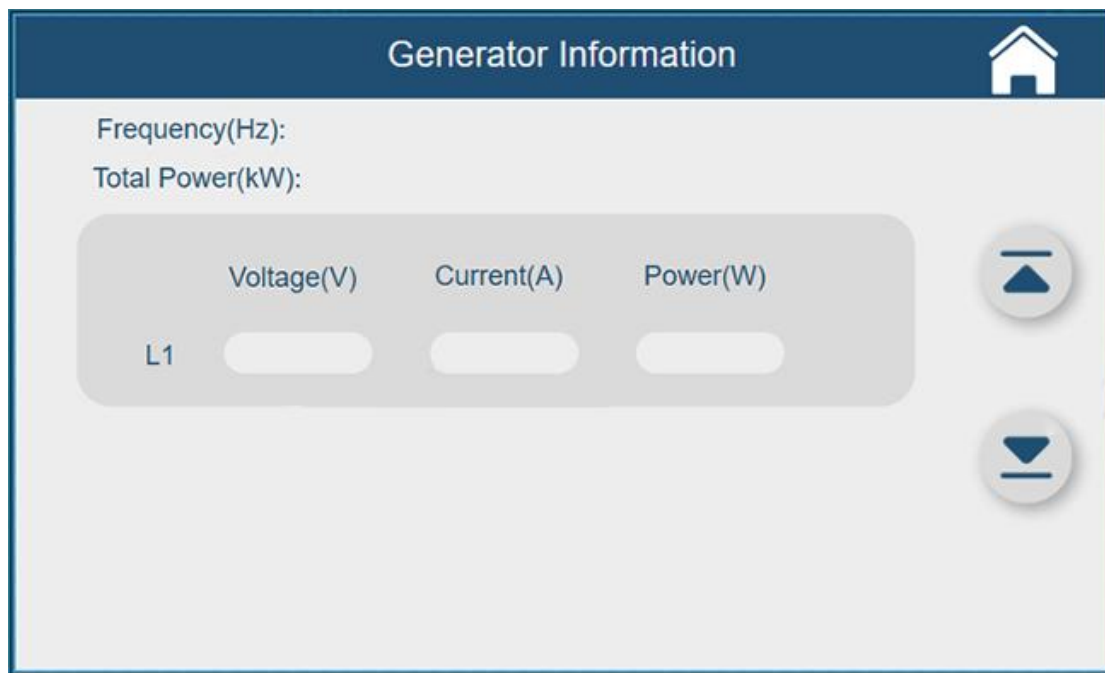 Generator Information
Frequency(Hz):
Total Power(kW):
Voltage(V) Current(A) Power(W)
L1